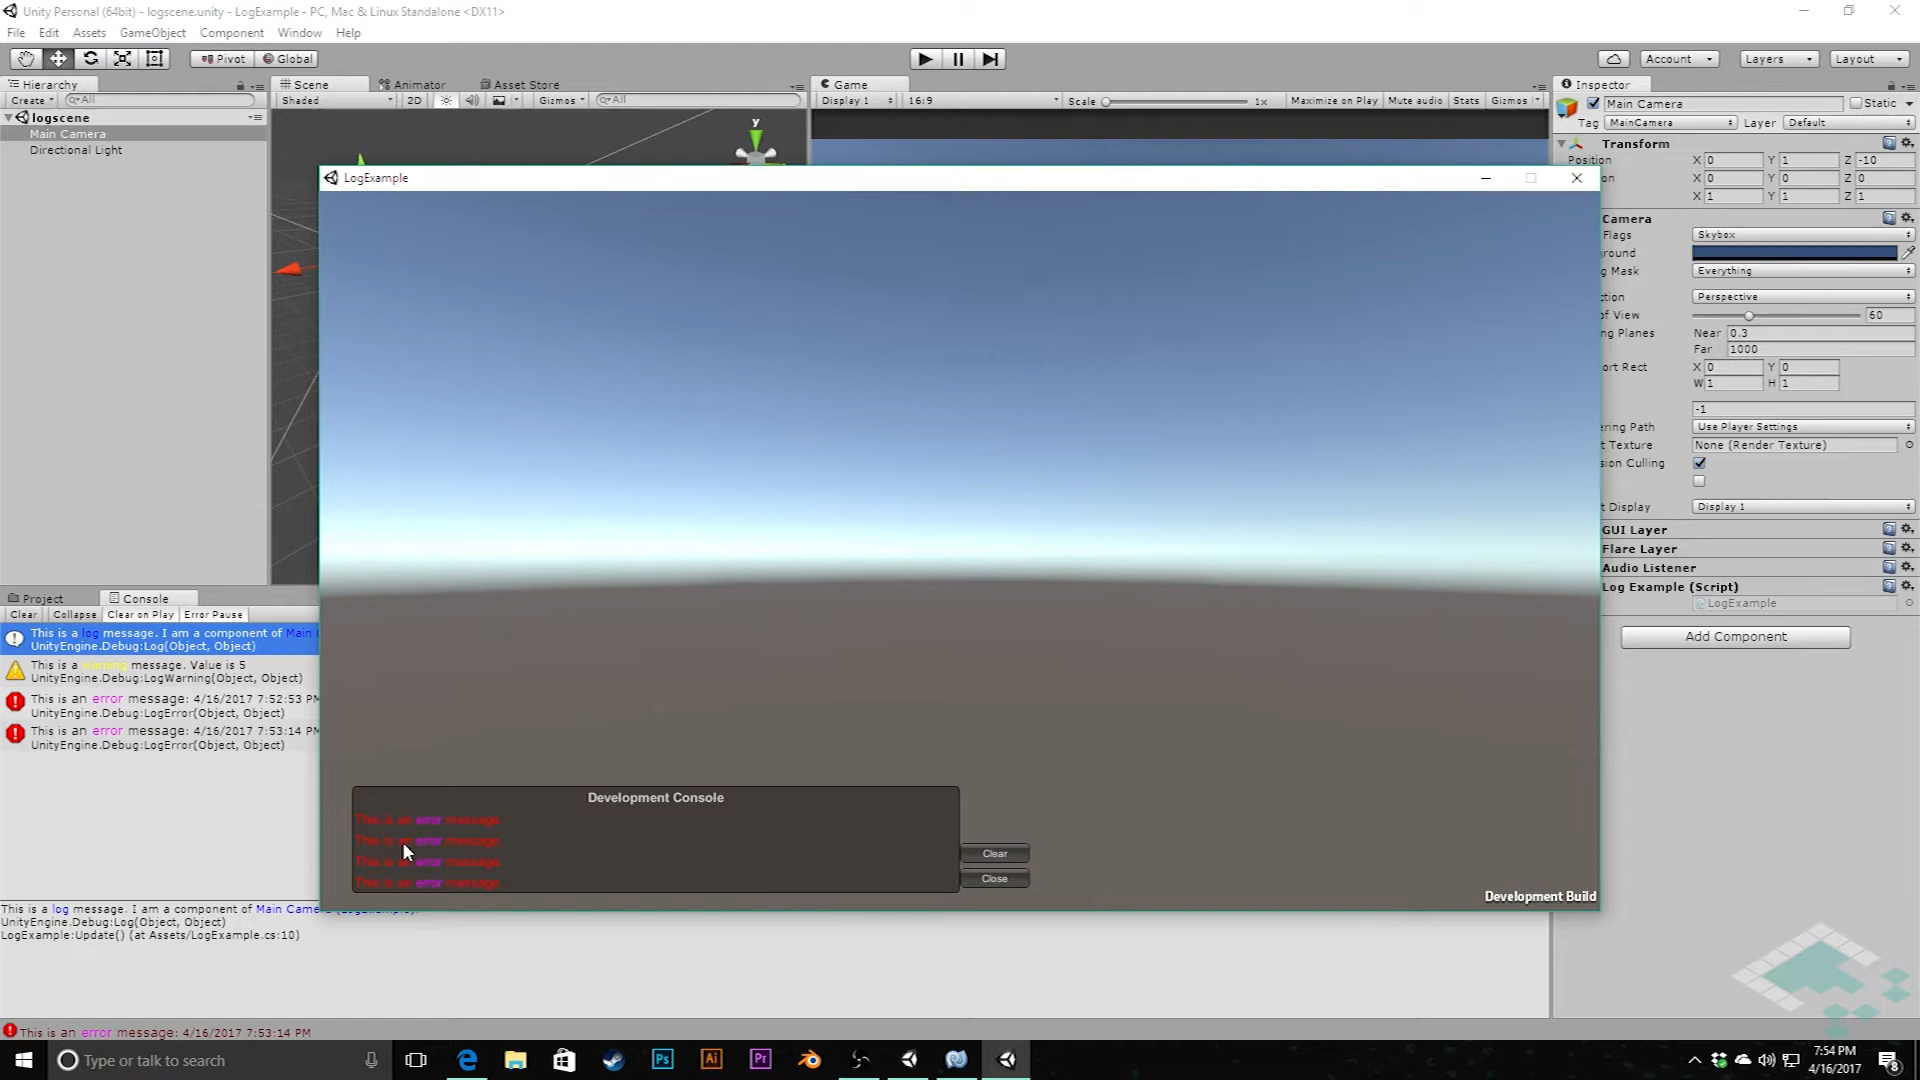 Unity Personal (64bit) - logscene.unity - LogExample - PC, Mac & Linux Standalone <DX11>
File Edit Assets GameObject Component Window Help
Pivot Global Account Layers Layout
Hierarchy Scene Animator Asset Store Game Inspector
Create All Shaded 2D Gizmos All Display 1 16:9 Scale 1x Maximize on Play Mute audio Stats Gizmos Main Camera Static
logscene Tag MainCamera Layer Default
Main Camera y Transform
Directional Light Position X 0 Y 1 Z -10
LogExample on X 0 Y 0 Z 0
X 1 Y 1 Z 1
Camera
Flags Skybox
round
g Mask Everything
ction Perspective
of View 60
ng Planes Near 0.3
Far 1000
ort Rect X 0 Y 0
W 1 H 1
-1
ering Path Use Player Settings
t Texture None (Render Texture)
sion Culling
t Display Display 1
GUI Layer
Flare Layer
Audio Listener
Log Example (Script)
LogExample
Add Component
Project Console
Clear Collapse Clear on Play Error Pause
This is a log message. I am a component of Main
UnityEngine.Debug:Log(Object, Object)
This is a warning message. Value is 5
UnityEngine.Debug:LogWarning(Object, Object)
This is an error message: 4/16/2017 7:52:53 PM
UnityEngine.Debug:LogError(Object, Object)
This is an error message: 4/16/2017 7:53:14 PM
UnityEngine.Debug:LogError(Object, Object)
Development Console
This is an error message.
This is an error message.
This is an error message.
This is an error message.
Clear
Close
Development Build
This is a log message. I am a component of Main Camera (LogExample).
UnityEngine.Debug:Log(Object, Object)
LogExample:Update() (at Assets/LogExample.cs:10)
This is an error message: 4/16/2017 7:53:14 PM
Type or talk to search
Ps Ai Pr
7:54 PM
4/16/2017
8